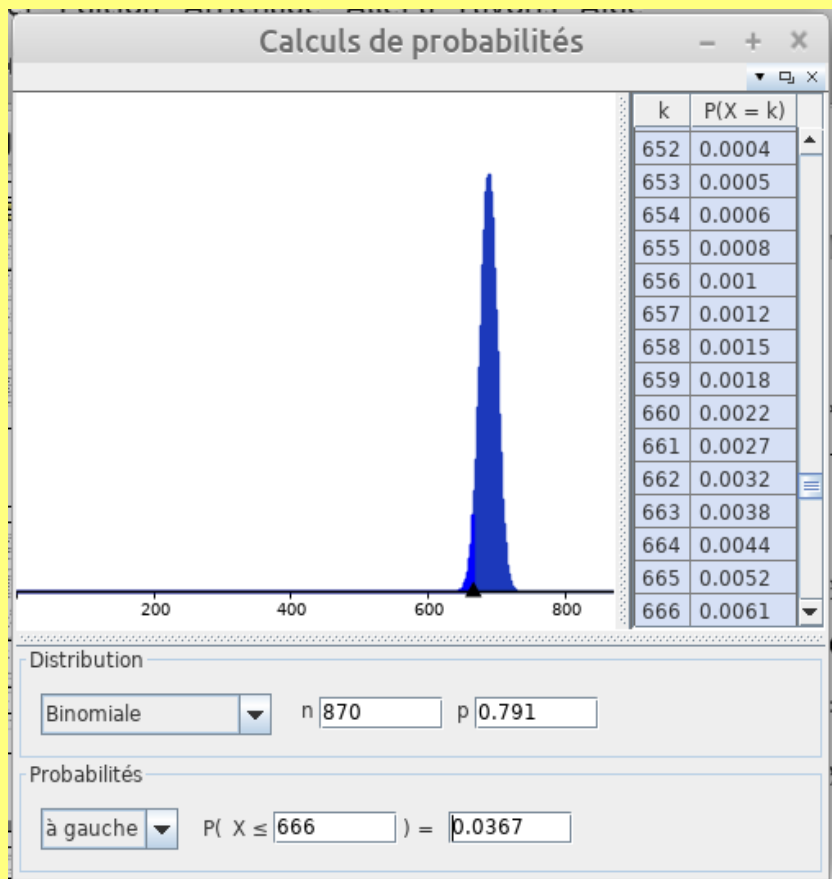 Calculs de probabilités
k P(X = k)
652 0.0004
653 0.0005
654 0.0006
655 0.0008
656 0.001
657 0.0012
658 0.0015
659 0.0018
660 0.0022
661 0.0027
662 0.0032
663 0.0038
664 0.0044
665 0.0052
666 0.0061
200 400 600 800
Distribution
Binomiale n 870 p 0.791
Probabilités
à gauche P( X ≤ 666 ) = 0.0367